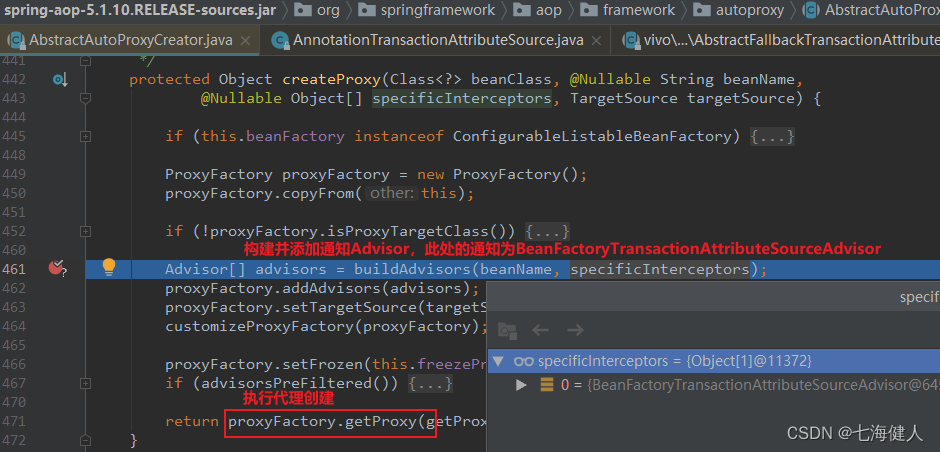 spring-aop-5.1.10.RELEASE-sources.jar org springframework aop framework autoproxy AbstractAutoPro
AbstractAutoProxyCreator.java × AnnotationTransactionAttributeSource.java × vivo\...\AbstractFallbackTransactionAttribute
441 */
442 protected Object createProxy(Class<?> beanClass, @Nullable String beanName,
443 @Nullable Object[] specificInterceptors, TargetSource targetSource) {
444
445 if (this.beanFactory instanceof ConfigurableListableBeanFactory) {...}
448
449 ProxyFactory proxyFactory = new ProxyFactory();
450 proxyFactory.copyFrom( other: this);
451
452 if (!proxyFactory.isProxyTargetClass()) {...}
460 构建并添加通知Advisor，此处的通知为BeanFactoryTransactionAttributeSourceAdvisor
461 Advisor[] advisors = buildAdvisors(beanName, specificInterceptors);
462 proxyFactory.addAdvisors(advisors);
463 proxyFactory.setTargetSource(targetS
specif
464 customizeProxyFactory(proxyFactory);
465
466 proxyFactory.setFrozen(this.freezePr
specificInterceptors = {Object[1]@11372}
467 if (advisorsPreFiltered()) {...}
0 = {BeanFactoryTransactionAttributeSourceAdvisor@645
470 执行代理创建
471 return proxyFactory.getProxy(getProx
472 }
CSDN @七海健人